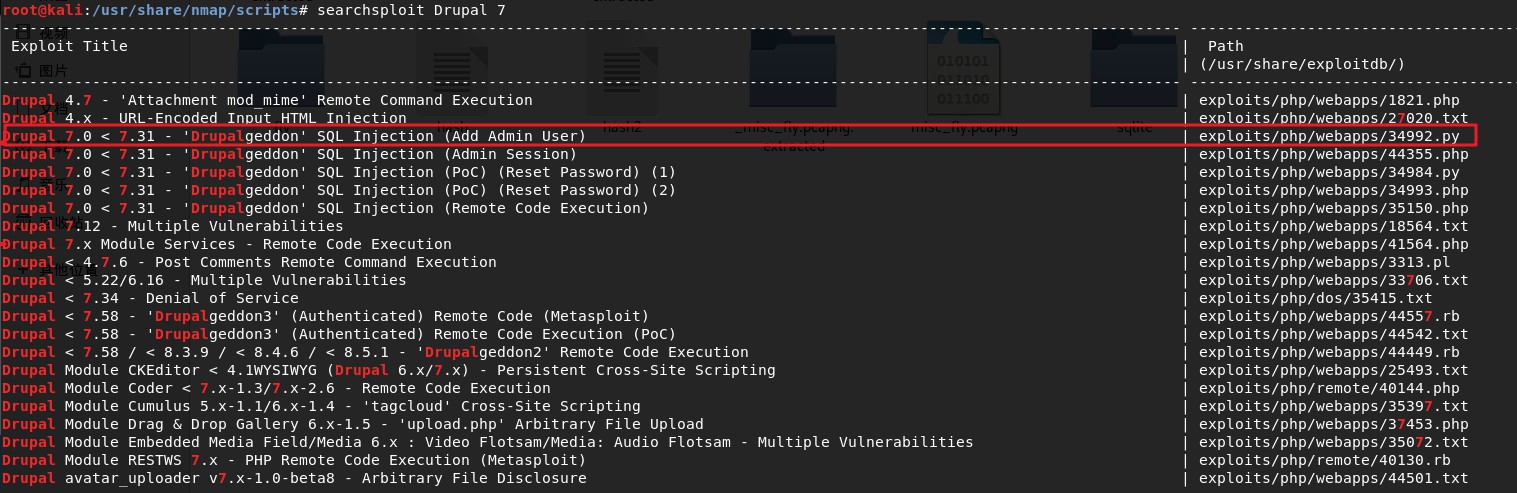 root@kali:/usr/share/nmap/scripts# searchsploit Drupal 7
Exploit Title | Path
| (/usr/share/exploitdb/)
Drupal 4.7 - 'Attachment mod_mime' Remote Command Execution | exploits/php/webapps/1821.php
Drupal 4.x - URL-Encoded Input HTML Injection | exploits/php/webapps/27020.txt
Drupal 7.0 < 7.31 - 'Drupalgeddon' SQL Injection (Add Admin User) | exploits/php/webapps/34992.py
Drupal 7.0 < 7.31 - 'Drupalgeddon' SQL Injection (Admin Session) | exploits/php/webapps/44355.php
Drupal 7.0 < 7.31 - 'Drupalgeddon' SQL Injection (PoC) (Reset Password) (1) | exploits/php/webapps/34984.py
Drupal 7.0 < 7.31 - 'Drupalgeddon' SQL Injection (PoC) (Reset Password) (2) | exploits/php/webapps/34993.php
Drupal 7.0 < 7.31 - 'Drupalgeddon' SQL Injection (Remote Code Execution) | exploits/php/webapps/35150.php
Drupal 7.12 - Multiple Vulnerabilities | exploits/php/webapps/18564.txt
Drupal 7.x Module Services - Remote Code Execution | exploits/php/webapps/41564.php
Drupal < 4.7.6 - Post Comments Remote Command Execution | exploits/php/webapps/3313.pl
Drupal < 5.22/6.16 - Multiple Vulnerabilities | exploits/php/webapps/33706.txt
Drupal < 7.34 - Denial of Service | exploits/php/dos/35415.txt
Drupal < 7.58 - 'Drupalgeddon3' (Authenticated) Remote Code (Metasploit) | exploits/php/webapps/44557.rb
Drupal < 7.58 - 'Drupalgeddon3' (Authenticated) Remote Code Execution (PoC) | exploits/php/webapps/44542.txt
Drupal < 7.58 / < 8.3.9 / < 8.4.6 / < 8.5.1 - 'Drupalgeddon2' Remote Code Execution | exploits/php/webapps/44449.rb
Drupal Module CKEditor < 4.1WYSIWYG (Drupal 6.x/7.x) - Persistent Cross-Site Scripting | exploits/php/webapps/25493.txt
Drupal Module Coder < 7.x-1.3/7.x-2.6 - Remote Code Execution | exploits/php/remote/40144.php
Drupal Module Cumulus 5.x-1.1/6.x-1.4 - 'tagcloud' Cross-Site Scripting | exploits/php/webapps/35397.txt
Drupal Module Drag & Drop Gallery 6.x-1.5 - 'upload.php' Arbitrary File Upload | exploits/php/webapps/37453.php
Drupal Module Embedded Media Field/Media 6.x : Video Flotsam/Media: Audio Flotsam - Multiple Vulnerabilities | exploits/php/webapps/35072.txt
Drupal Module RESTWS 7.x - PHP Remote Code Execution (Metasploit) | exploits/php/remote/40130.rb
Drupal avatar_uploader v7.x-1.0-beta8 - Arbitrary File Disclosure | exploits/php/webapps/44501.txt